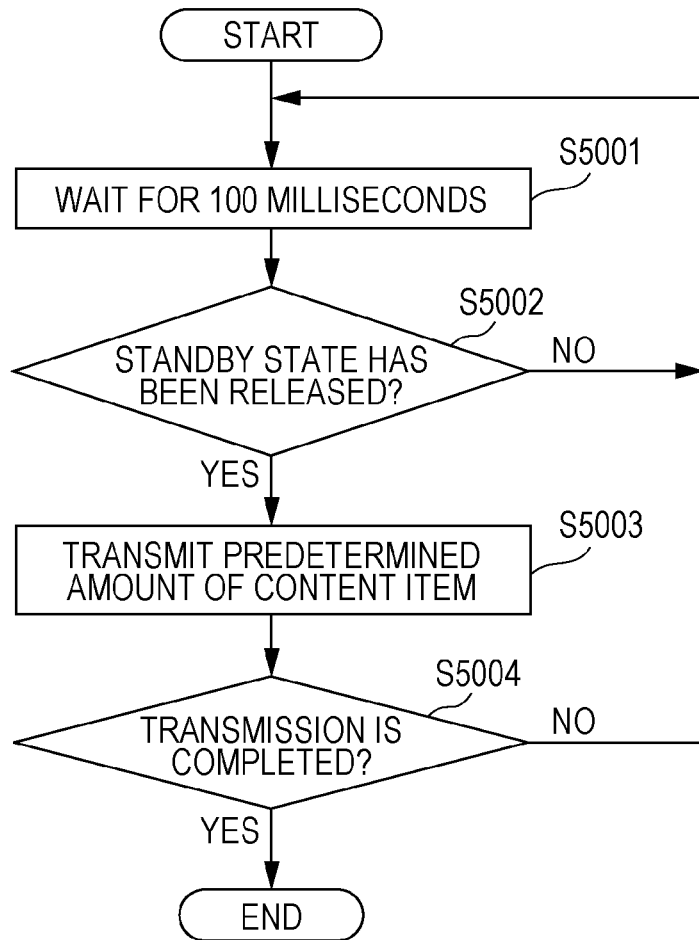 START
S5001
WAIT FOR 100 MILLISECONDS
S5002
STANDBY STATE HAS
BEEN RELEASED?
NO
YES
S5003
TRANSMIT PREDETERMINED
AMOUNT OF CONTENT ITEM
S5004
TRANSMISSION IS
COMPLETED?
NO
YES
END